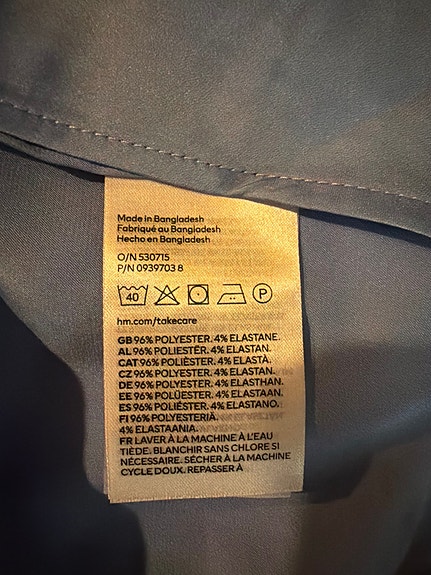 Made in Bangladesh
Fabriqué au Bangladesh
Hecho en Bangladesh
O/N 530715
P/N 0939703 8
40 P
hm.com/takecare
GB 96% POLYESTER. 4% ELASTANE.
AL 96% POLIESTËR. 4% ELASTAN.
CAT 96% POLIÈSTER. 4% ELASTÀ.
CZ 96% POLYESTER. 4% ELASTAN.
DE 96% POLYESTER. 4% ELASTHAN.
EE 96% POLÜESTER. 4% ELASTAAN.
ES 96% POLIÉSTER. 4% ELASTANO.
FI 96% POLYESTERIÄ.
4% ELASTAANIA.
FR LAVER À LA MACHINE À L'EAU
TIÈDE. BLANCHIR SANS CHLORE SI
NÉCESSAIRE. SÉCHER À LA MACHINE
CYCLE DOUX. REPASSER À